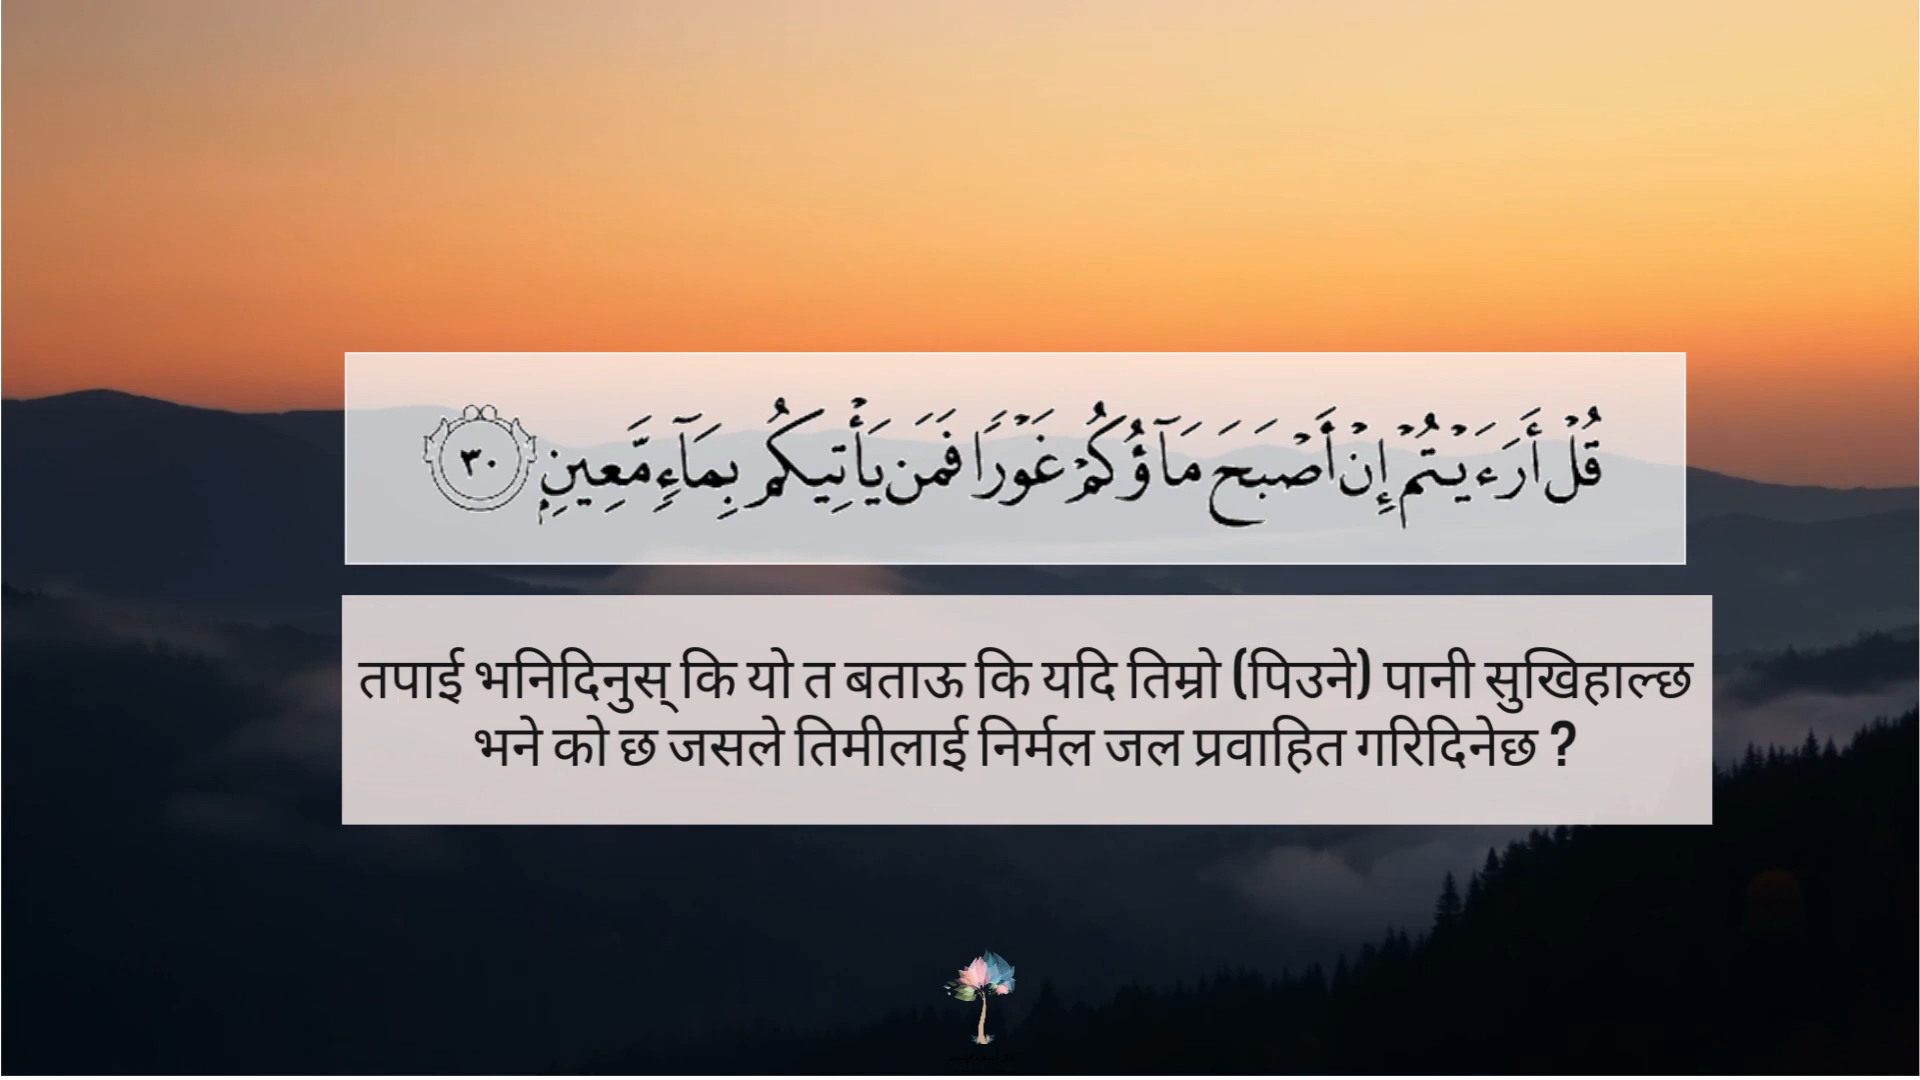 قُلْ أَرَءَيْتُمْ إِنْ أَصْبَحَ مَآؤُكُمْ غَوْرًا فَمَن يَأْتِيكُم بِمَآءٍ مَّعِينٍۭ ٣٠
तपाई भनिदिनुस् कि यो त बताऊ कि यदि तिम्रो (पिउने) पानी सुखिहाल्छ
भने को छ जसले तिमीलाई निर्मल जल प्रवाहित गरिदिनेछ ?